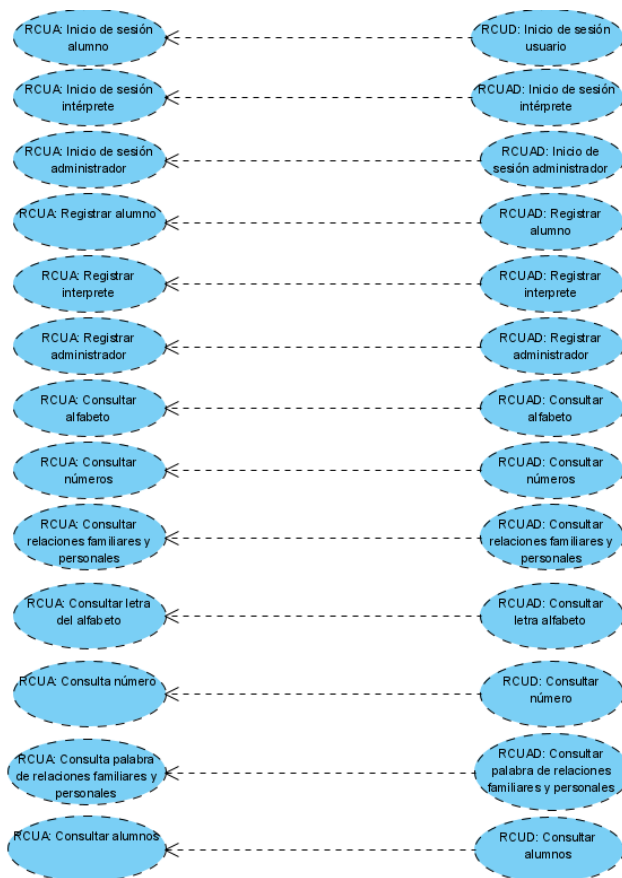 RCUA: Inicio de sesión
alumno
RCUD: Inicio de sesión
usuario
RCUA: Inicio de sesión
intérprete
RCUAD: Inicio de sesión
intérprete
RCUA: Inicio de sesión
administrador
RCUAD: Inicio de
sesión administrador
RCUA: Registrar alumno
RCUAD: Registrar
alumno
RCUA: Registrar
interprete
RCUAD: Registrar
interprete
RCUA: Registrar
administrador
RCUAD: Registrar
administrador
RCUA: Consultar
alfabeto
RCUAD: Consultar
alfabeto
RCUA: Consultar
números
RCUAD: Consultar
números
RCUA: Consultar
relaciones familiares y
personales
RCUAD: Consultar
relaciones familiares y
personales
RCUA: Consultar letra
del alfabeto
RCUAD: Consultar
letra alfabeto
RCUA: Consulta número
RCUD: Consultar
número
RCUA: Consulta palabra
de relaciones familiares y
personales
RCUAD: Consultar
palabra de relaciones
familiares y personales
RCUA: Consultar alumnos
RCUD: Consultar
alumnos